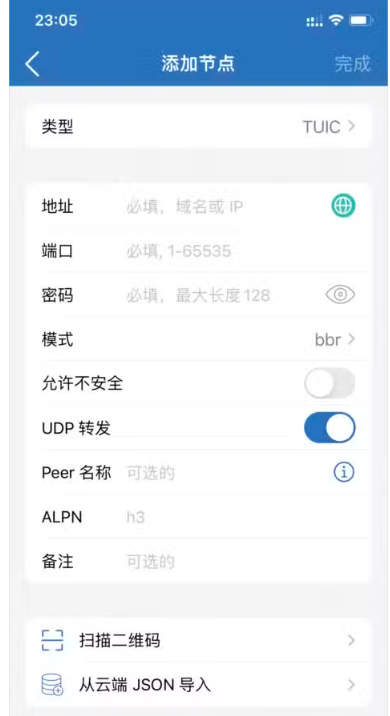 23:05
添加节点 完成
类型 TUIC
地址 必填，域名或 IP
端口 必填, 1-65535
密码 必填，最大长度 128
模式 bbr
允许不安全
UDP 转发
Peer 名称 可选的
ALPN h3
备注 可选的
扫描二维码
从云端 JSON 导入